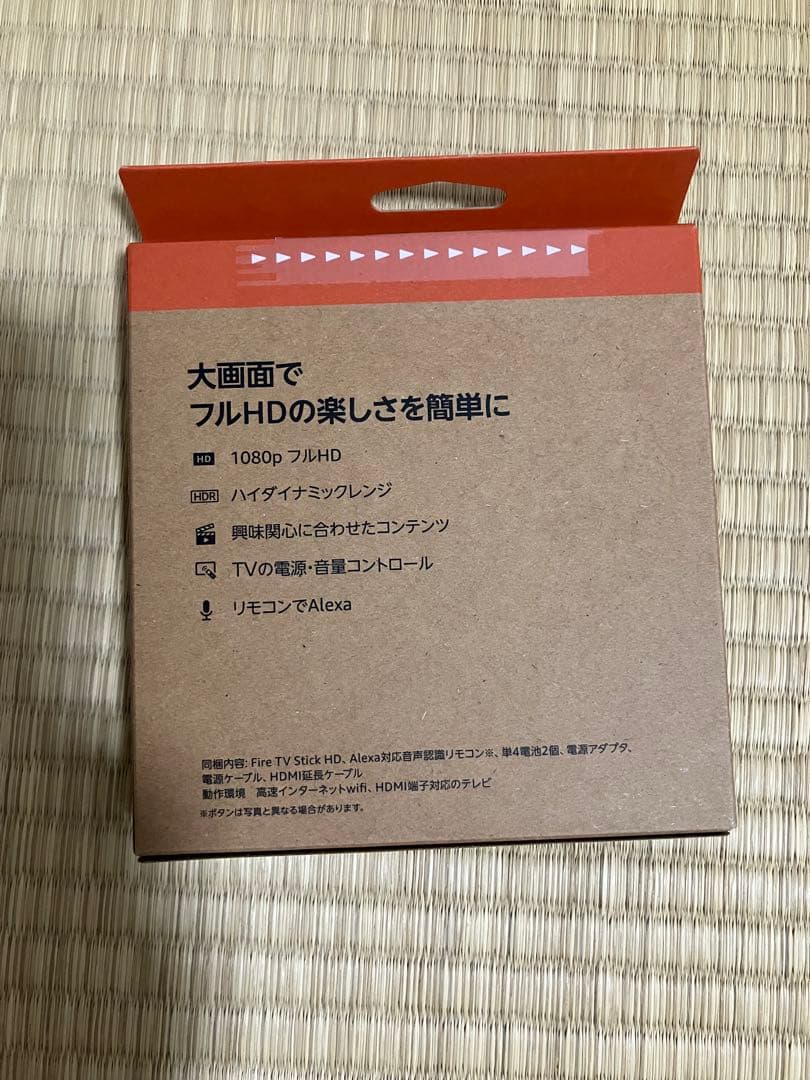 大画面で
フルHDの楽しさを簡単に
HD 1080p フルHD
HDR ハイダイナミックレンジ
興味関心に合わせたコンテンツ
TVの電源・音量コントロール
リモコンでAlexa
同梱内容: Fire TV Stick HD、Alexa対応音声認識リモコン※、単4電池2個、電源アダプタ、
電源ケーブル、HDMI延長ケーブル
動作環境　高速インターネットwifi、HDMI端子対応のテレビ
※ボタンは写真と異なる場合があります。